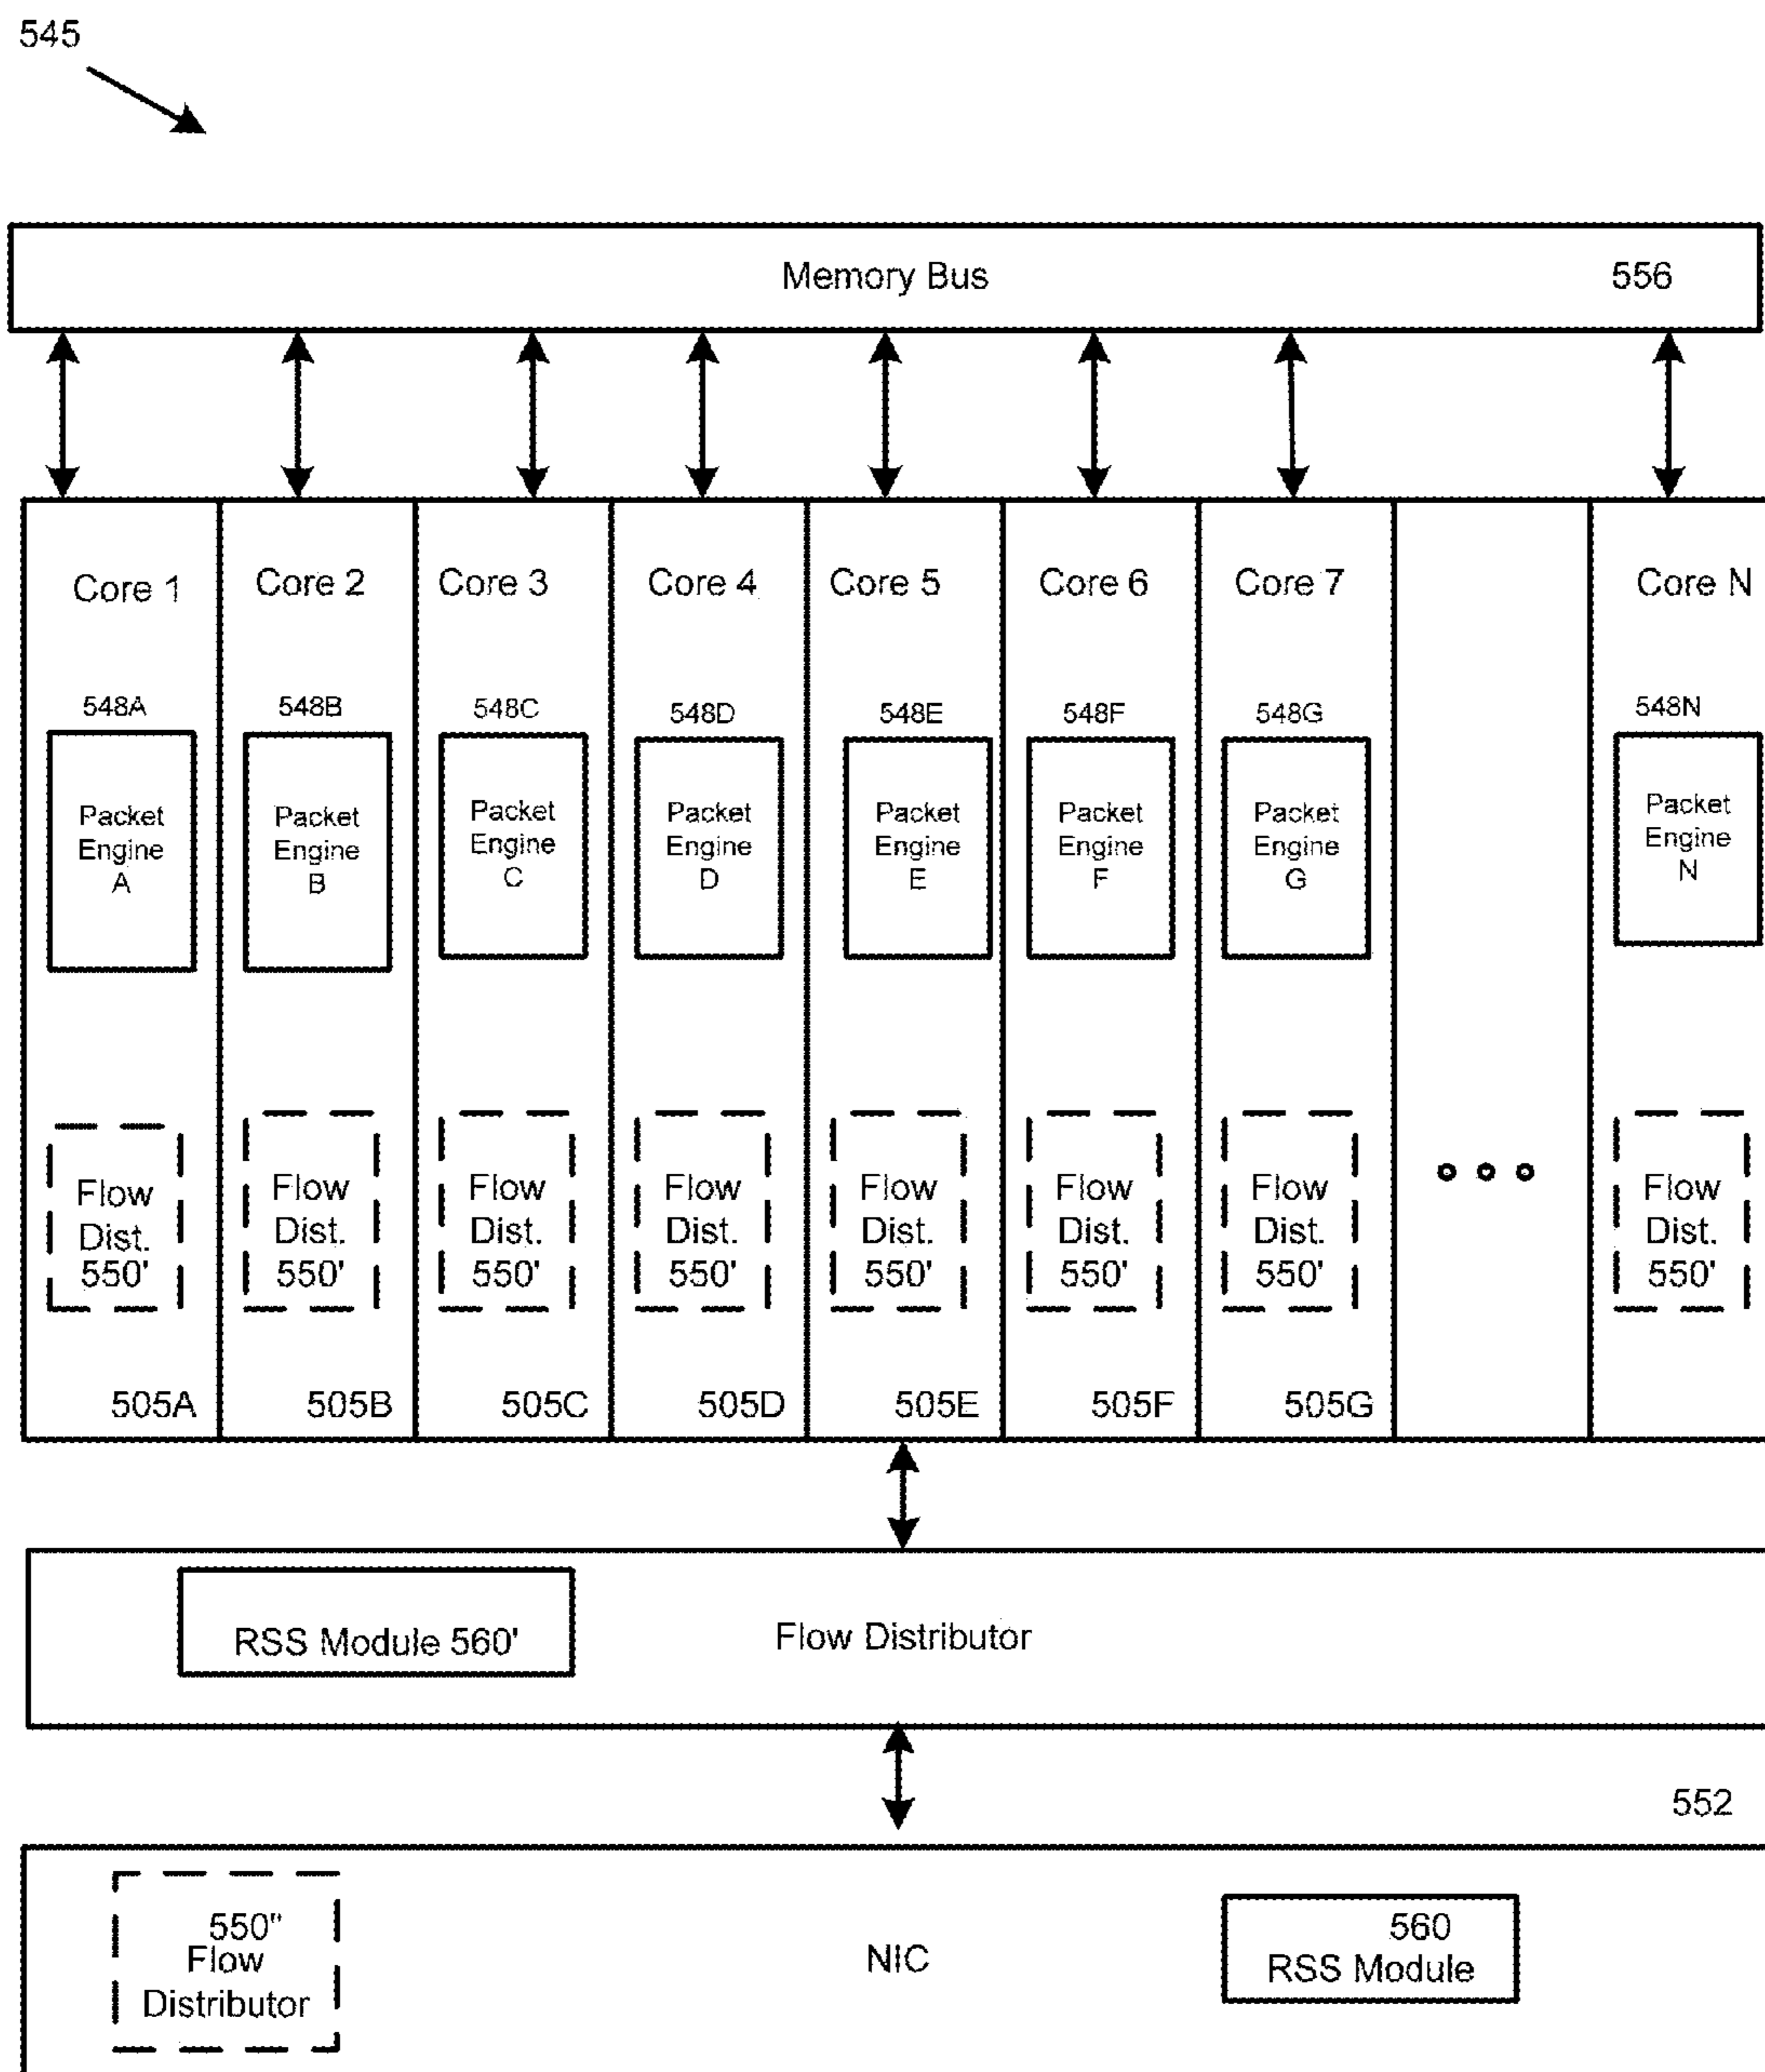 545
Memory Bus 556
Core 1 Core 2 Core 3 Core 4 Core 5 Core 6 Core 7 Core N
548A 548B 548C 548D 548E 548F 548G 548N
Packet
Engine
A
Packet
Engine
B
Packet
Engine
C
Packet
Engine
D
Packet
Engine
E
Packet
Engine
F
Packet
Engine
G
Packet
Engine
N
Flow
Dist.
550'
Flow
Dist.
550'
Flow
Dist.
550'
Flow
Dist.
550'
Flow
Dist.
550'
Flow
Dist.
550'
Flow
Dist.
550'
Flow
Dist.
550'
505A 505B 505C 505D 505E 505F 505G
RSS Module 560' Flow Distributor
552
550"
Flow
Distributor
NIC
560
RSS Module